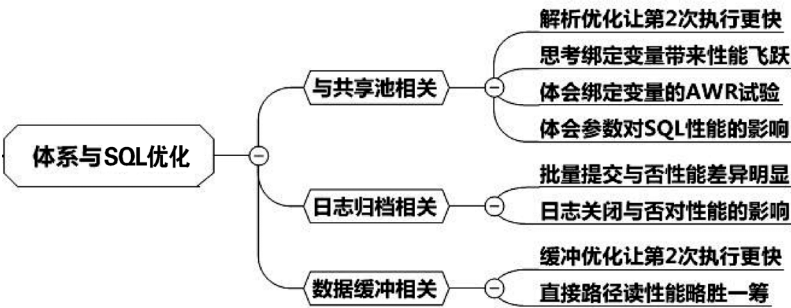 体系与SQL优化
与共享池相关
解析优化让第2次执行更快
思考绑定变量带来性能飞跃
体会绑定变量的AWR试验
体会参数对SQL性能的影响
日志归档相关
批量提交与否性能差异明显
日志关闭与否对性能的影响
数据缓冲相关
缓冲优化让第2次执行更快
直接路径读性能略胜一筹